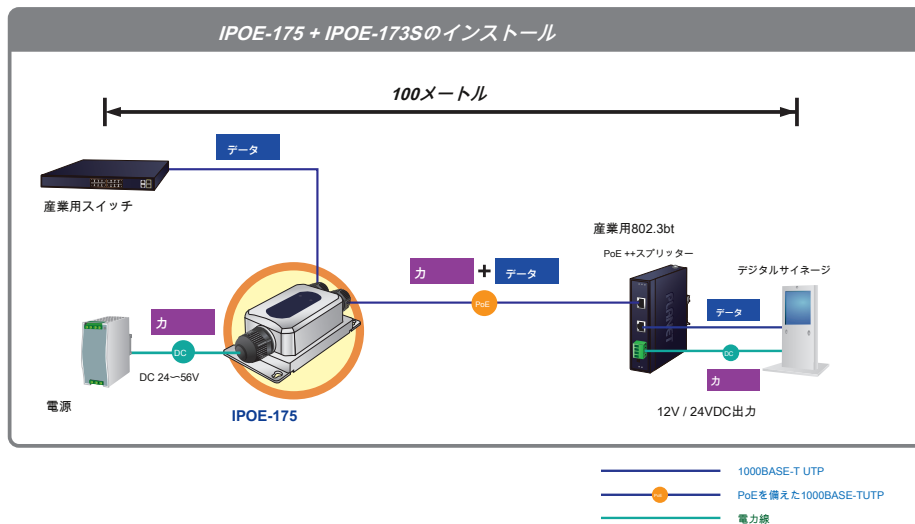 IPOE-175 + IPOE-173Sのインストール
100メートル
データ
産業用スイッチ
産業用802.3bt
PoE ++スプリッター
力
+
データ
デジタルサイネージ
PoE
PLANET
データ
力
DC
DC
DC 24〜56V
力
電源
IPOE-175
12V / 24VDC出力
1000BASE-T UTP
PoEを備えた1000BASE-TUTP
電力線